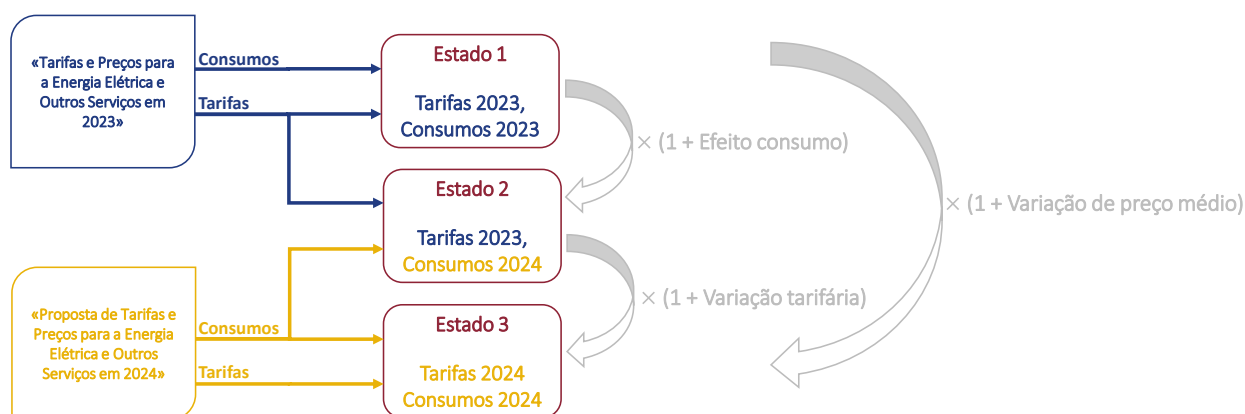 «Tarifas e Preços para
a Energia Elétrica e
Outros Serviços em
2023»
Consumos
Tarifas
Estado 1
Tarifas 2023,
Consumos 2023
× (1 + Efeito consumo)
Estado 2
Tarifas 2023,
Consumos 2024
× (1 + Variação de preço médio)
× (1 + Variação tarifária)
«Proposta de Tarifas e
Preços para a Energia
Elétrica e Outros
Serviços em 2024»
Consumos
Tarifas
Estado 3
Tarifas 2024
Consumos 2024